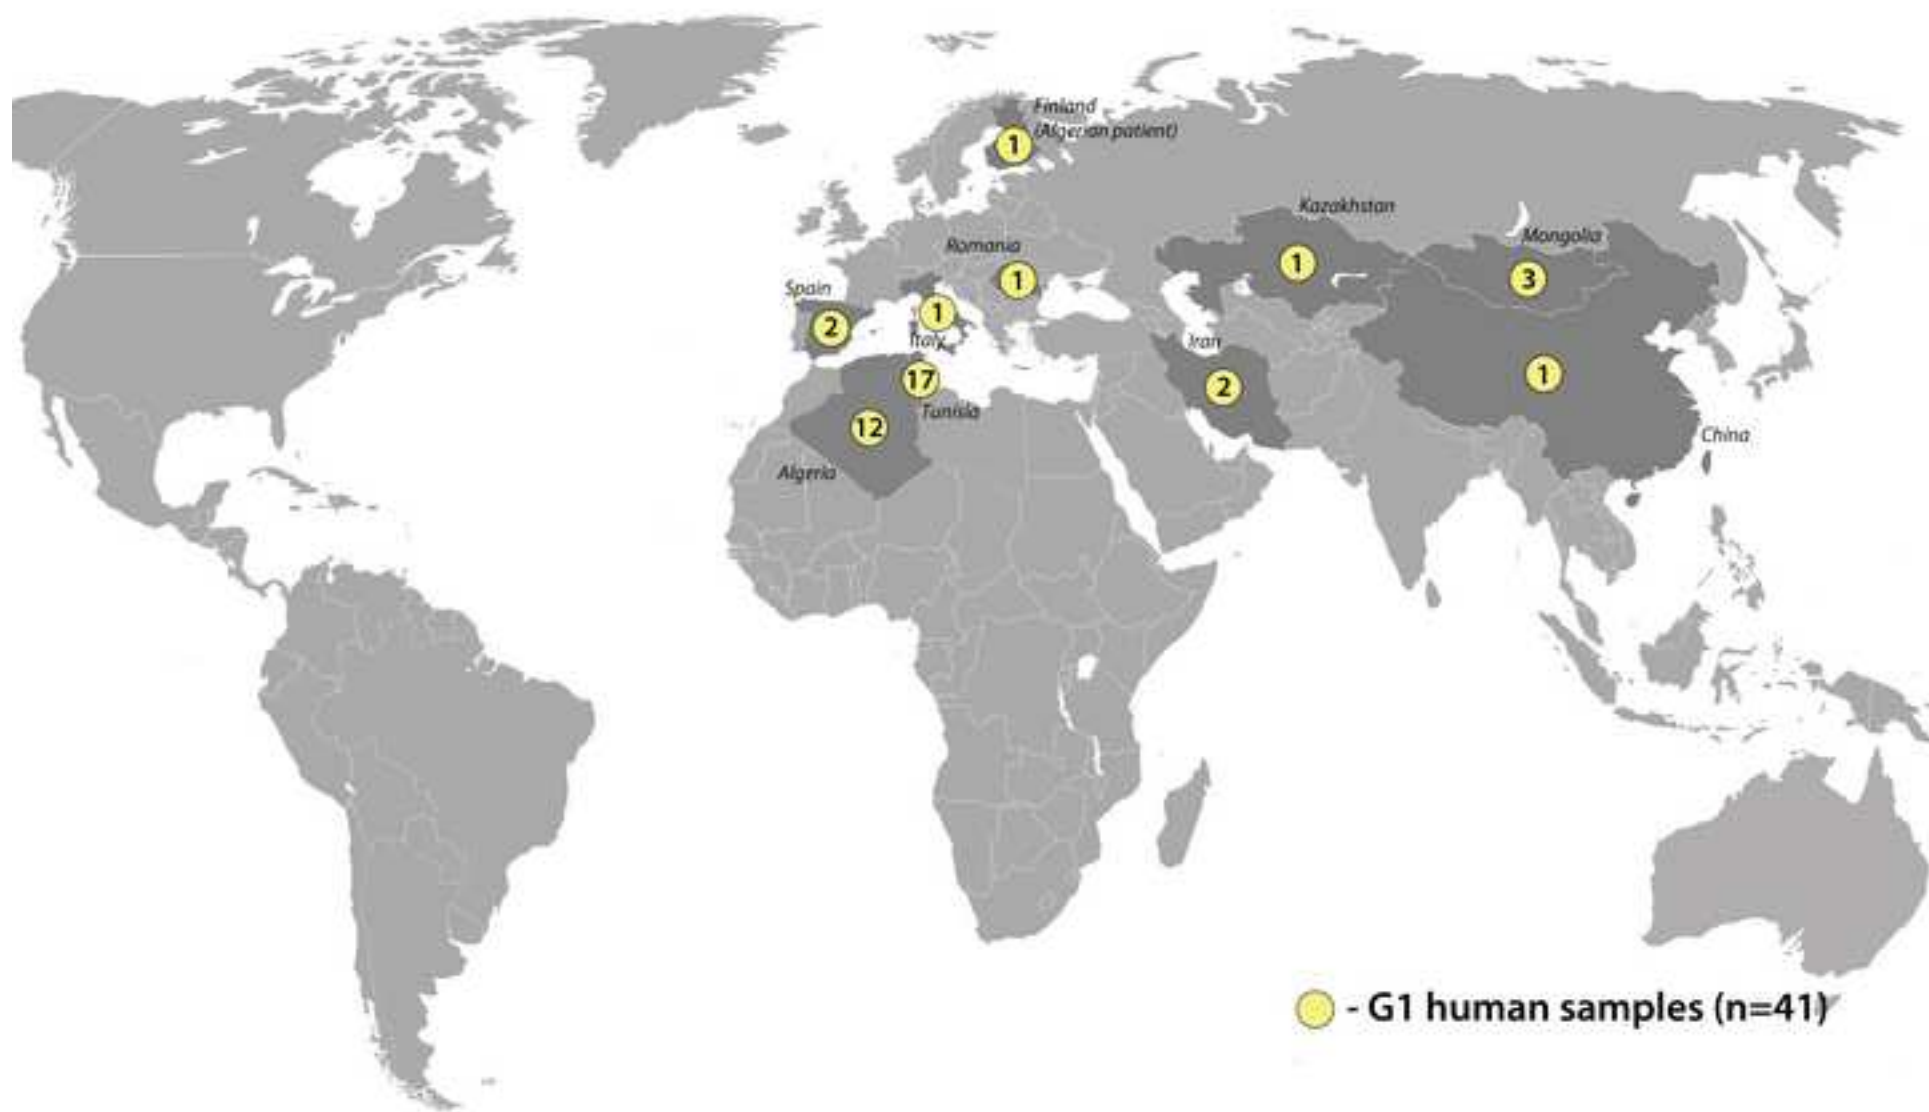 Finland
(Algerian patient)
1
Kazakhstan
Romania
Mongolia
1
1
3
Spain
2
1
Italy
Iran
17
2
1
Tunisia
12
China
Algeria
- G1 human samples (n=41)